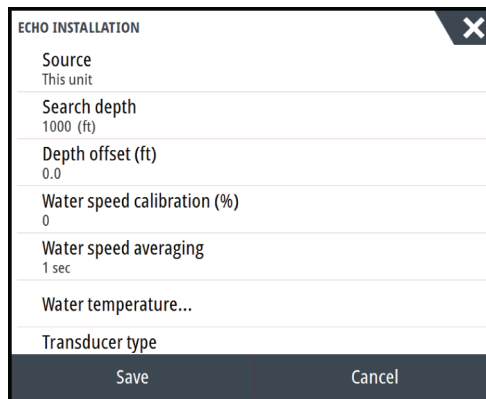 ECHO INSTALLATION
Source
This unit
Search depth
1000 (ft)
Depth offset (ft)
0.0
Water speed calibration (%)
0
Water speed averaging
1 sec
Water temperature...
Transducer type
Save Cancel